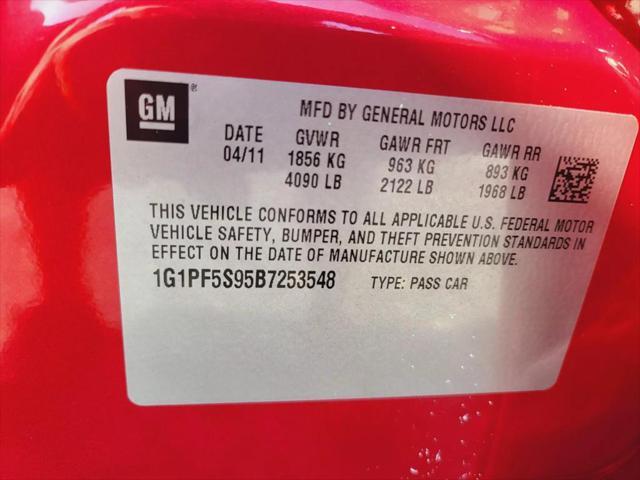 GM®
MFD BY GENERAL MOTORS LLC
DATE GVWR GAWR FRT GAWR RR
04/11 1856 KG 963 KG 893 KG
4090 LB 2122 LB 1968 LB
THIS VEHICLE CONFORMS TO ALL APPLICABLE U.S. FEDERAL MOTOR
VEHICLE SAFETY, BUMPER, AND THEFT PREVENTION STANDARDS IN
EFFECT ON THE DATE OF MANUFACTURE SHOWN ABOVE.
1G1PF5S95B7253548 TYPE: PASS CAR